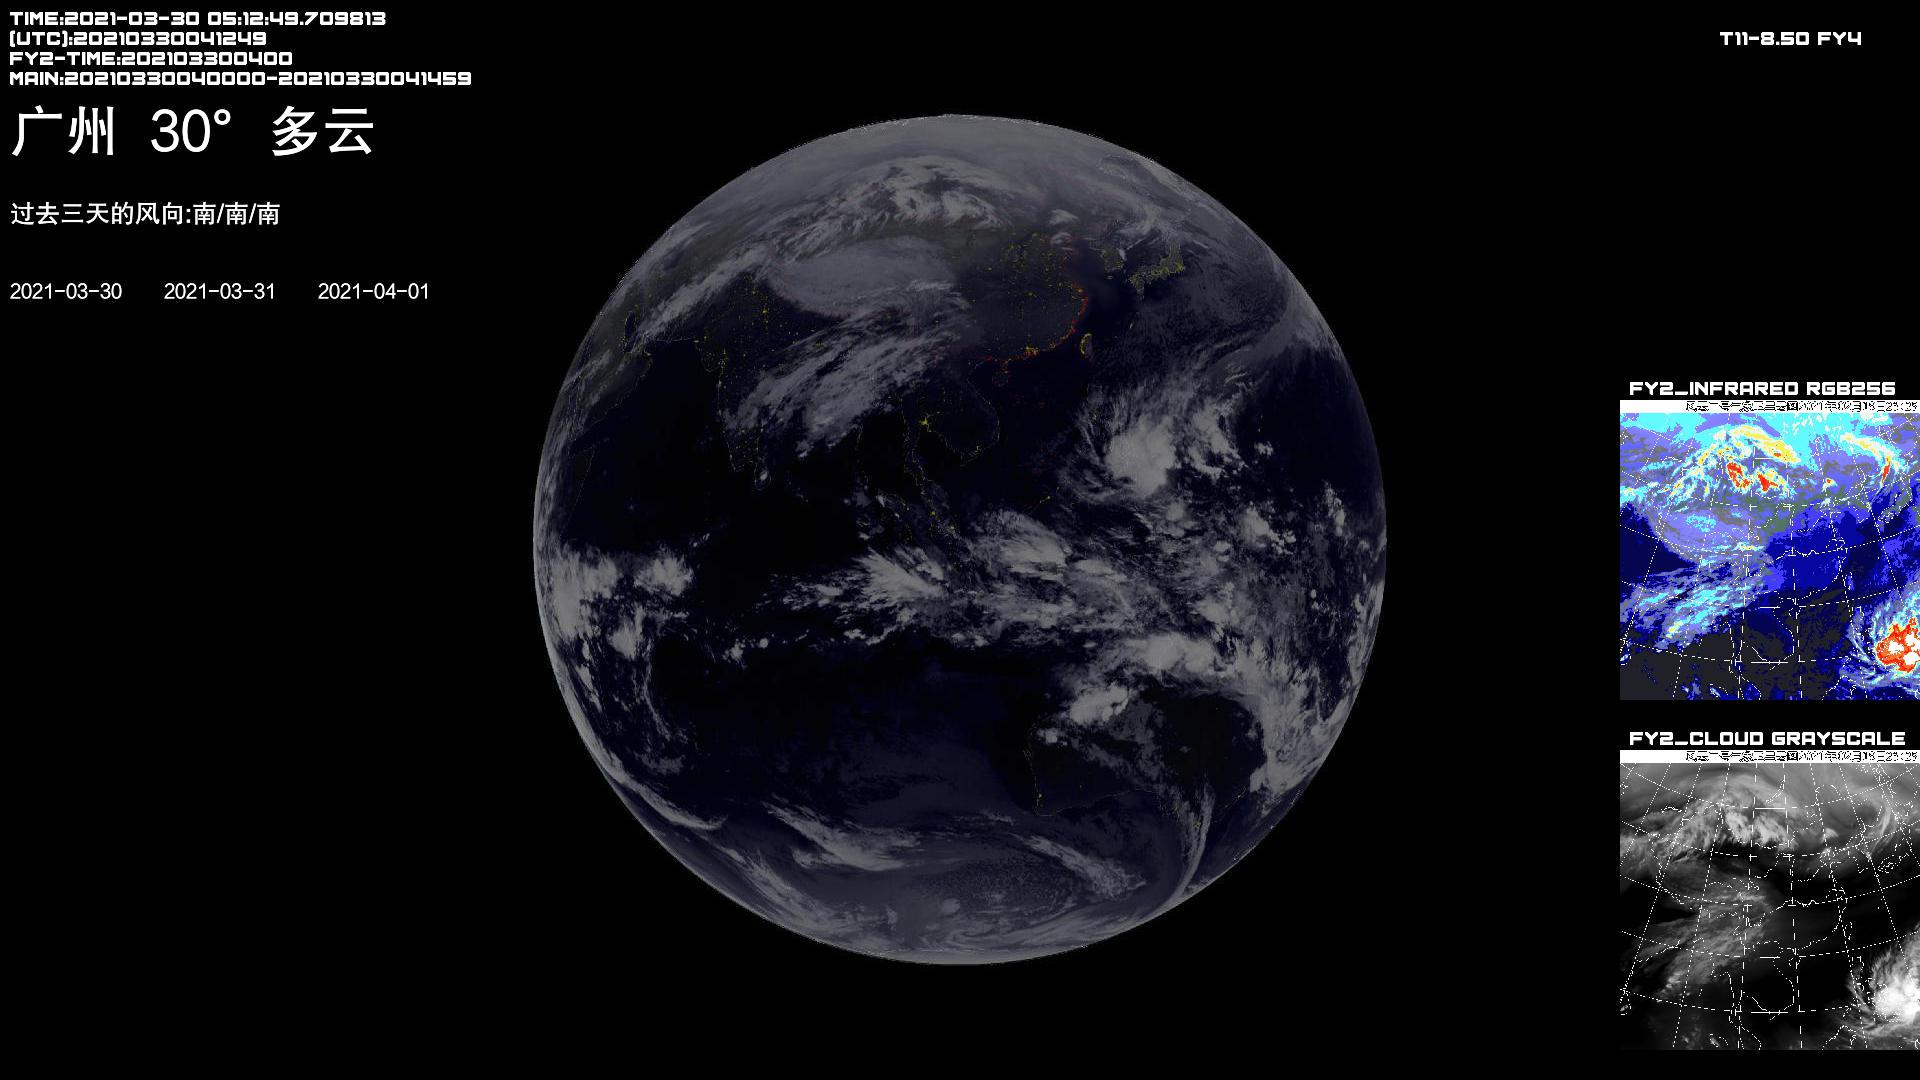 TIME:2021-03-30 05:12:49.709813
(UTC):20210330041249
FY2-TIME:202103300400
MAIN:20210330040000-20210330041459
T11-8.50 FY4
广州 30° 多云
过去三天的风向:南/南/南
2021-03-30 2021-03-31 2021-04-01
FY2_INFRARED RGB256
FY2_CLOUD GRAYSCALE